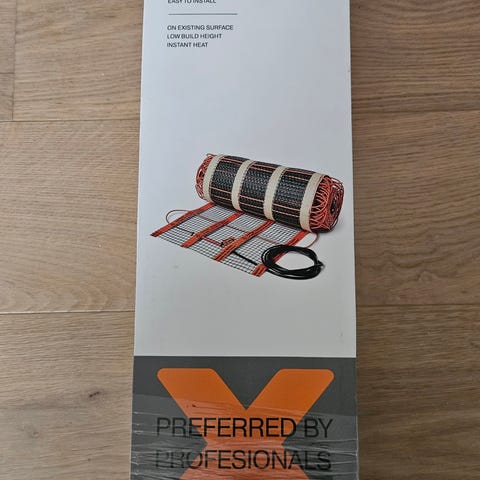 EASY TO INSTALL
ON EXISTING SURFACE
LOW BUILD HEIGHT
INSTANT HEAT
PREFERRED BY
PROFESIONALS